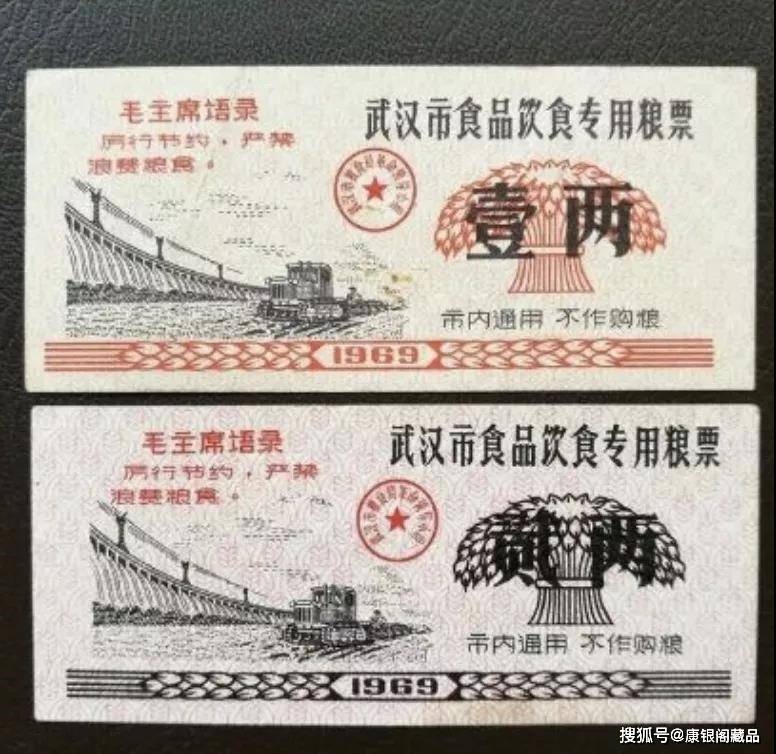 毛主席语录
厉行节约，严禁
浪费粮食。
武汉市食品饮食专用粮票
壹两
市内通用 不作购粮
1969
毛主席语录
厉行节约，严禁
浪费粮食。
武汉市食品饮食专用粮票
贰两
市内通用 不作购粮
1969
搜狐号@康银阁藏品